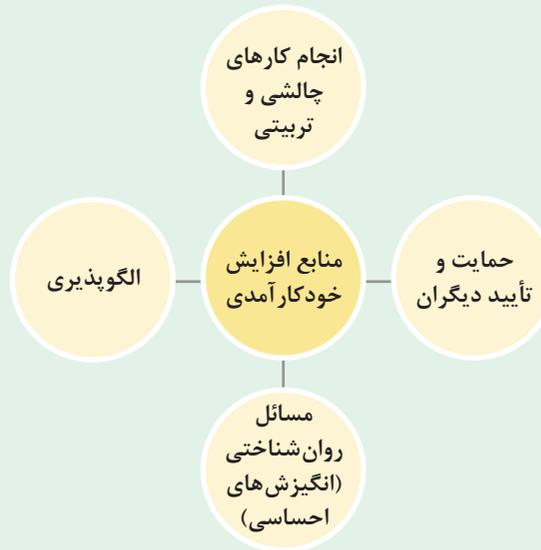 انجام کارهای
چالشی و
تربیتی
حمایت و
تأیید دیگران
منابع افزایش
خودکارآمدی
الگوپذیری
مسائل
روان‌شناختی
(انگیزش‌های
احساسی)